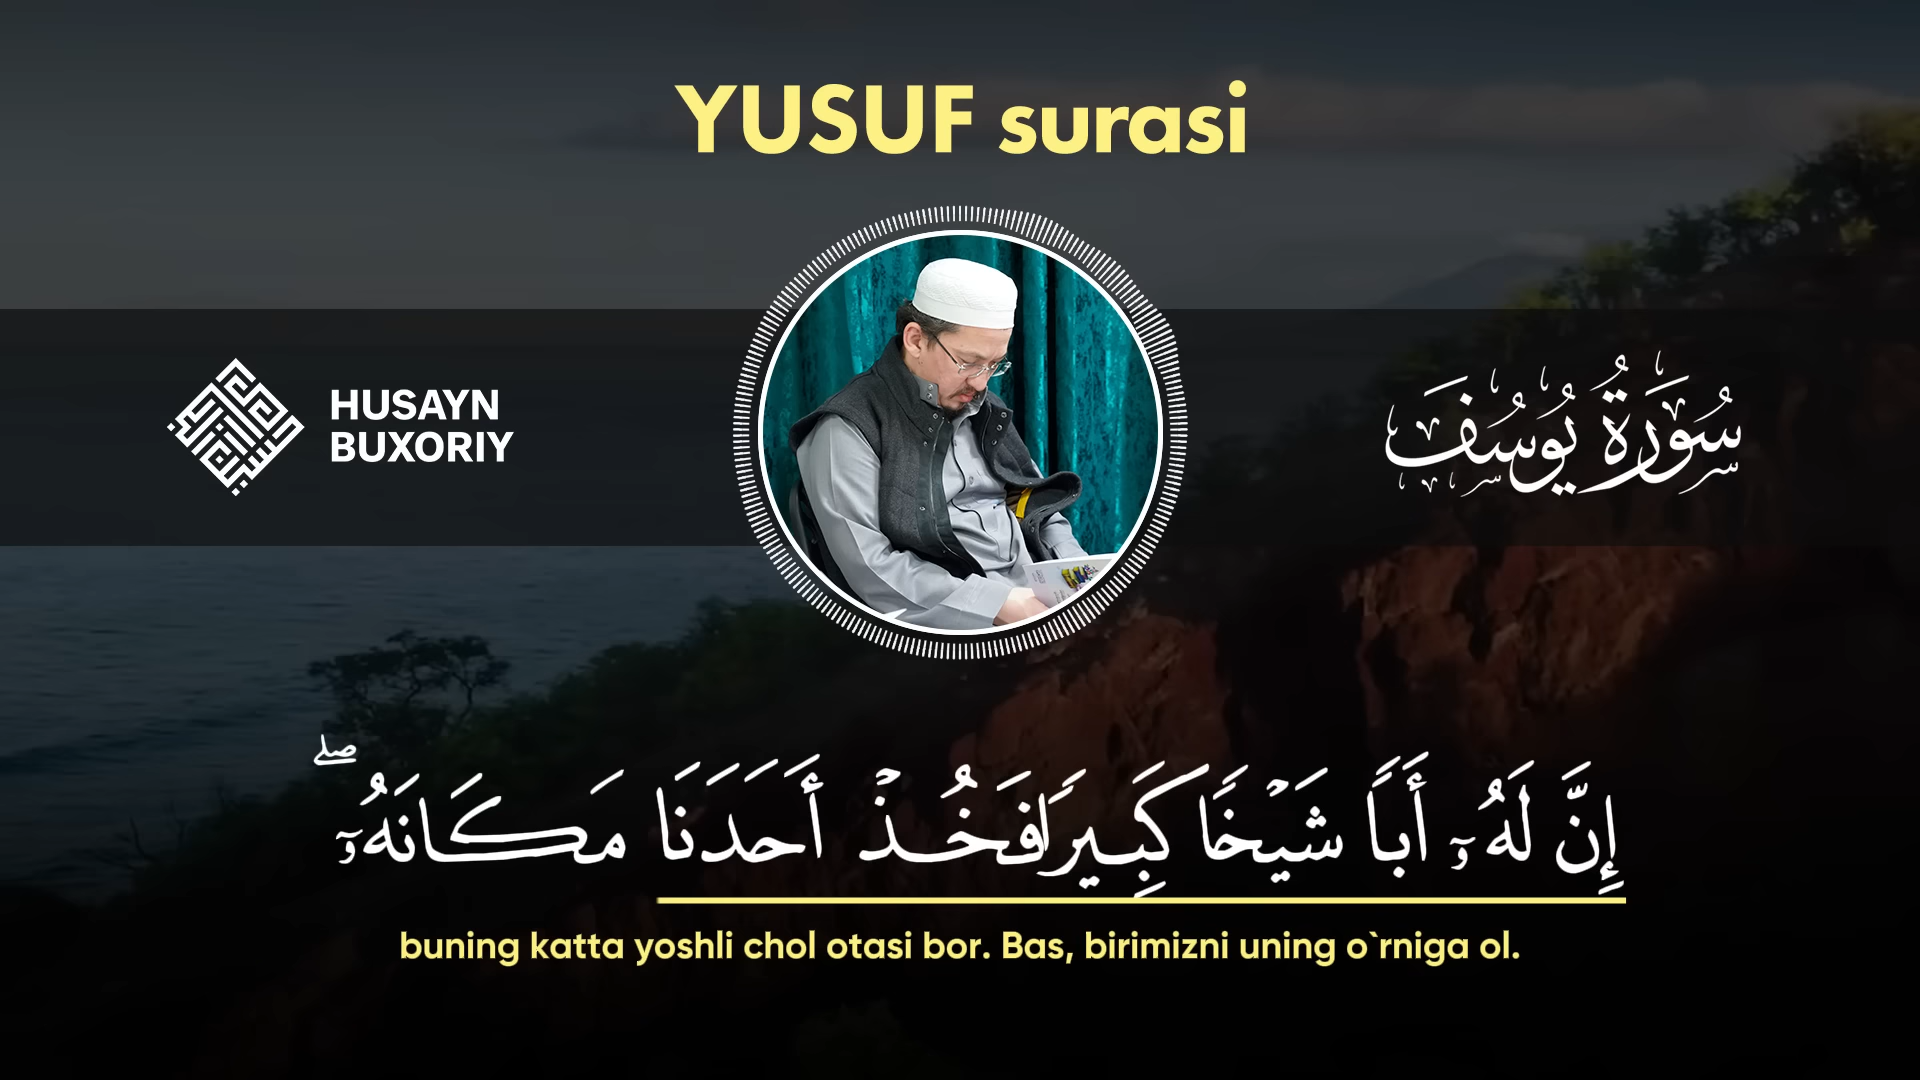 YUSUF surasi
HUSAYN
BUXORIY
سُورَةُ يُوسُفَ
إِنَّ لَهُۥٓ أَبًا شَيْخًا كَبِيرًا فَخُذْ أَحَدَنَا مَكَانَهُۥٓ ۖ
buning katta yoshli chol otasi bor. Bas, birimizni uning o`rniga ol.